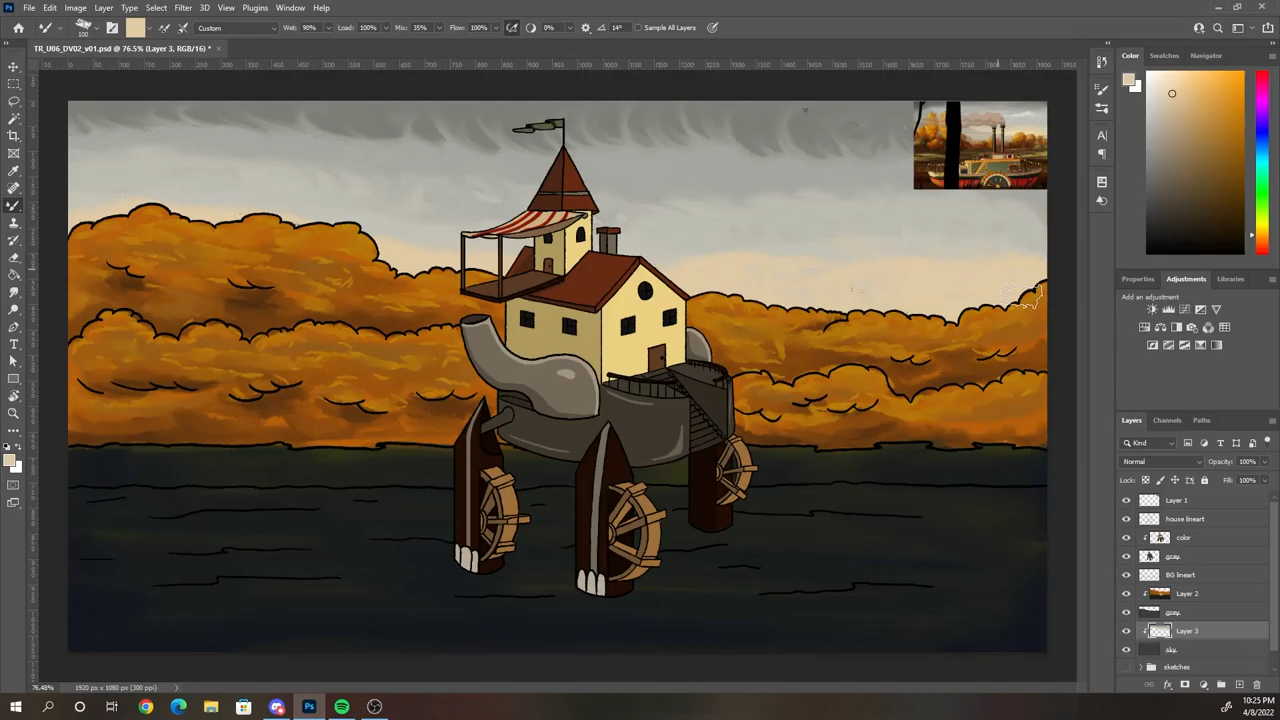 File Edit Image Layer Type Select Filter 3D View Plugins Window Help
100 Custom Wet: 90% Load: 100% Mix: 35% Flow: 100% 0% 14° Sample All Layers
TR_U06_DV02_v01.psd @ 76.5% (Layer 3, RGB/16) *
Color Swatches Navigator
Properties Adjustments Libraries
Add an adjustment
Layers Channels Paths
Kind
Normal Opacity: 100%
Lock: Fill: 100%
Layer 1
house lineart
color
gray
BG lineart
Layer 2
grey
Layer 3
sky
sketches
76.48% 1920 px x 1080 px (300 ppi)
10:25 PM
4/8/2022